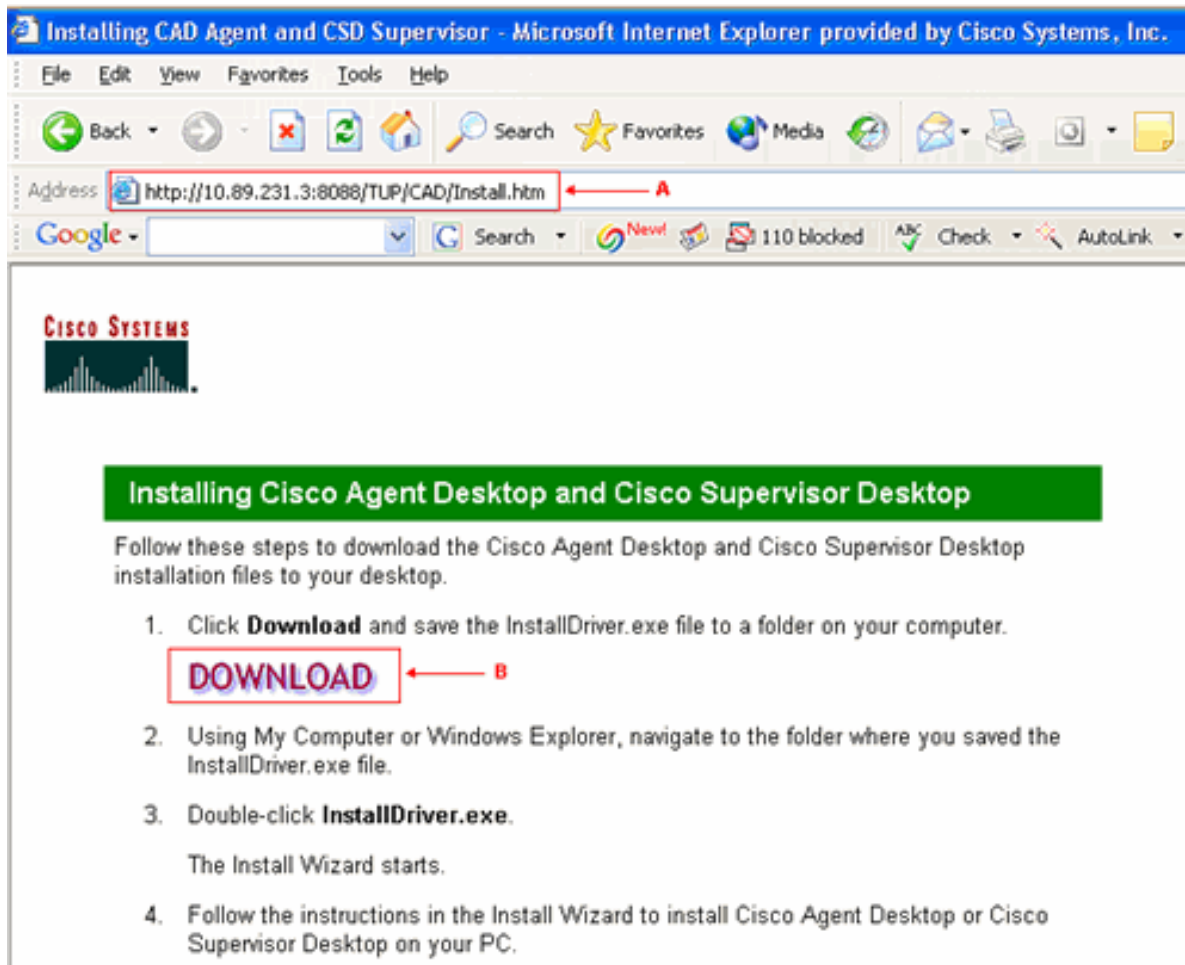 Installing CAD Agent and CSD Supervisor - Microsoft Internet Explorer provided by Cisco Systems, Inc.
File Edit View Favorites Tools Help
Back Search Favorites Media
Address http://10.89.231.3:8088/TUP/CAD/Install.htm A
Google Search New! 110 blocked ABC Check AutoLink
CISCO SYSTEMS
Installing Cisco Agent Desktop and Cisco Supervisor Desktop
Follow these steps to download the Cisco Agent Desktop and Cisco Supervisor Desktop
installation files to your desktop.
1. Click Download and save the InstallDriver.exe file to a folder on your computer.
DOWNLOAD B
2. Using My Computer or Windows Explorer, navigate to the folder where you saved the
InstallDriver.exe file.
3. Double-click InstallDriver.exe.
The Install Wizard starts.
4. Follow the instructions in the Install Wizard to install Cisco Agent Desktop or Cisco
Supervisor Desktop on your PC.